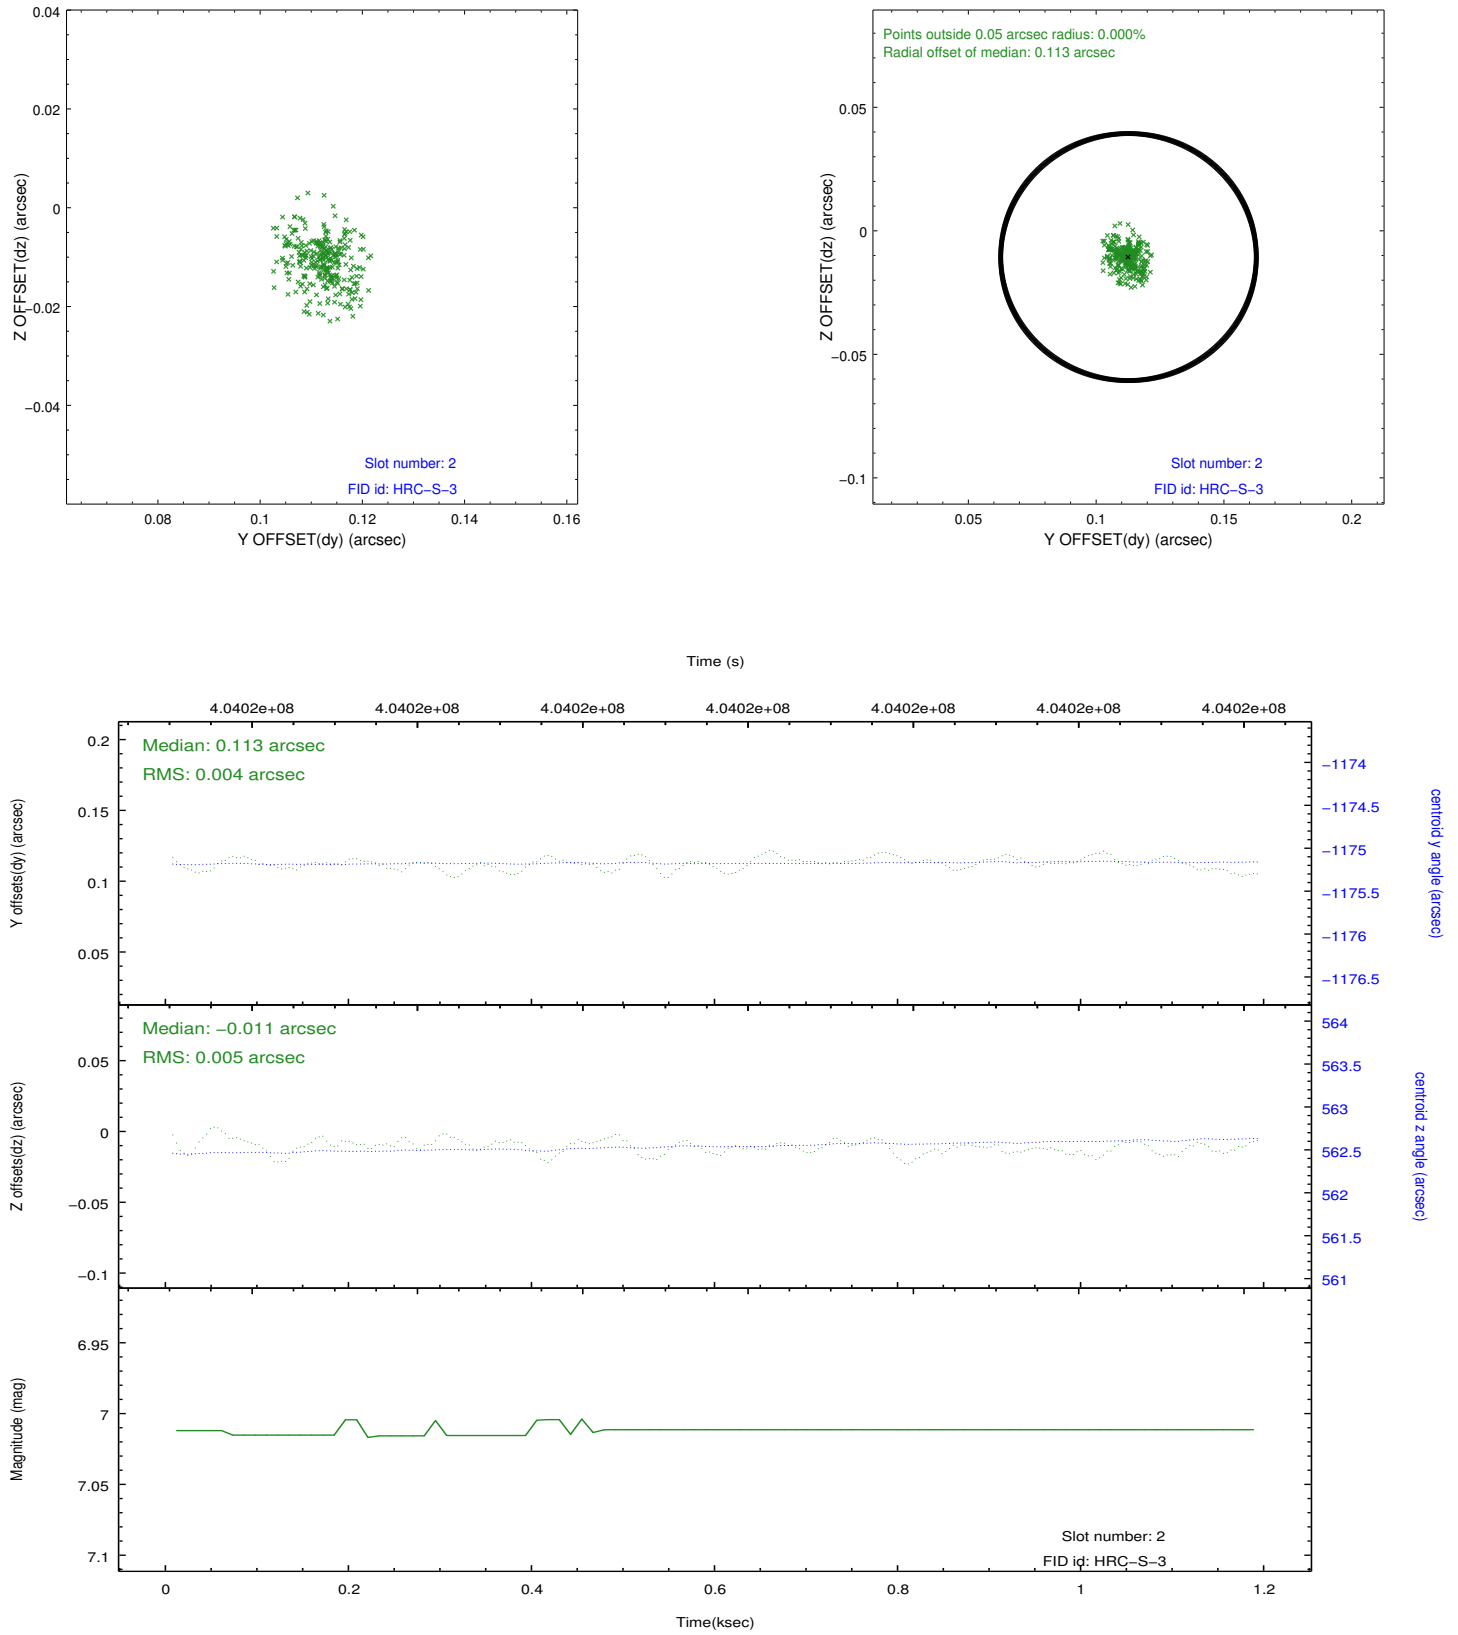 0.04
0.02
0
−0.02
−0.04
Z OFFSET(dz) (arcsec)
Slot number: 2
FID id: HRC−S−3
0.08 0.1 0.12 0.14 0.16
Y OFFSET(dy) (arcsec)
Points outside 0.05 arcsec radius: 0.000%
Radial offset of median: 0.113 arcsec
0.05
0
−0.05
−0.1
Z OFFSET(dz) (arcsec)
Slot number: 2
FID id: HRC−S−3
0.05 0.1 0.15 0.2
Y OFFSET(dy) (arcsec)
Time (s)
4.0402e+08 4.0402e+08 4.0402e+08 4.0402e+08 4.0402e+08 4.0402e+08 4.0402e+08
Median: 0.113 arcsec
RMS: 0.004 arcsec
0.2
0.15
0.1
0.05
Y offsets(dy) (arcsec)
−1174
−1174.5
−1175
−1175.5
−1176
−1176.5
centroid y angle (arcsec)
Median: −0.011 arcsec
RMS: 0.005 arcsec
0.05
0
−0.05
−0.1
Z offsets(dz) (arcsec)
564
563.5
563
562.5
562
561.5
561
centroid z angle (arcsec)
6.95
7
7.05
7.1
Magnitude (mag)
Slot number: 2
FID id: HRC−S−3
0 0.2 0.4 0.6 0.8 1 1.2
Time(ksec)